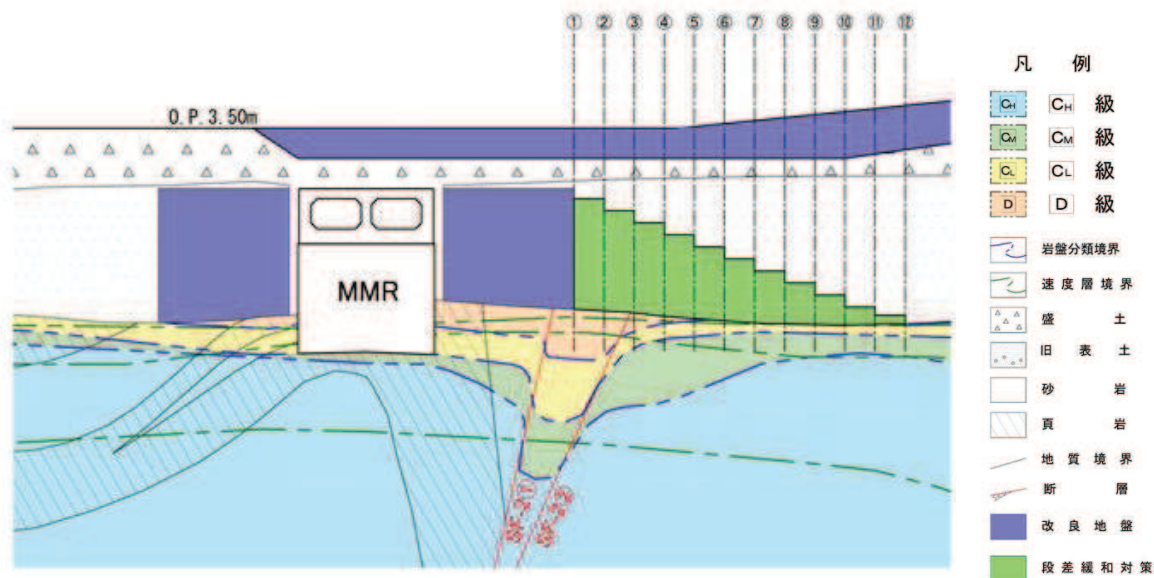 ① ② ③ ④ ⑤ ⑥ ⑦ ⑧ ⑨ ⑩ ⑪ ⑫
O.P.3.50m
MMR
凡 例
CH CH 級
CM CM 級
CL CL 級
D D 級
岩盤分類境界
速度層境界
盛 土
旧 表 土
砂 岩
頁 岩
地 質 境 界
断 層
改 良 地 盤
段 差 緩 和 対 策